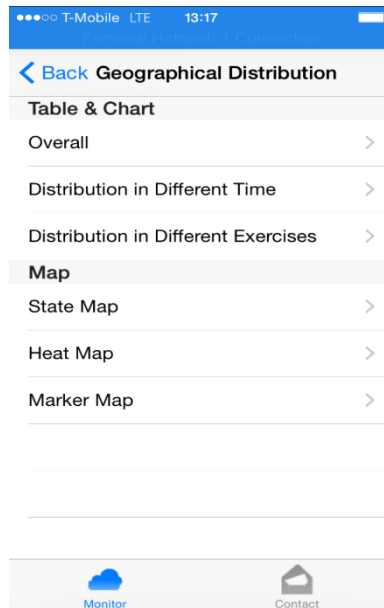 T-Mobile LTE 13:17
Personal Hotspot: 1 Connection
Back Geographical Distribution
Table & Chart
Overall
Distribution in Different Time
Distribution in Different Exercises
Map
State Map
Heat Map
Marker Map
Monitor Contact